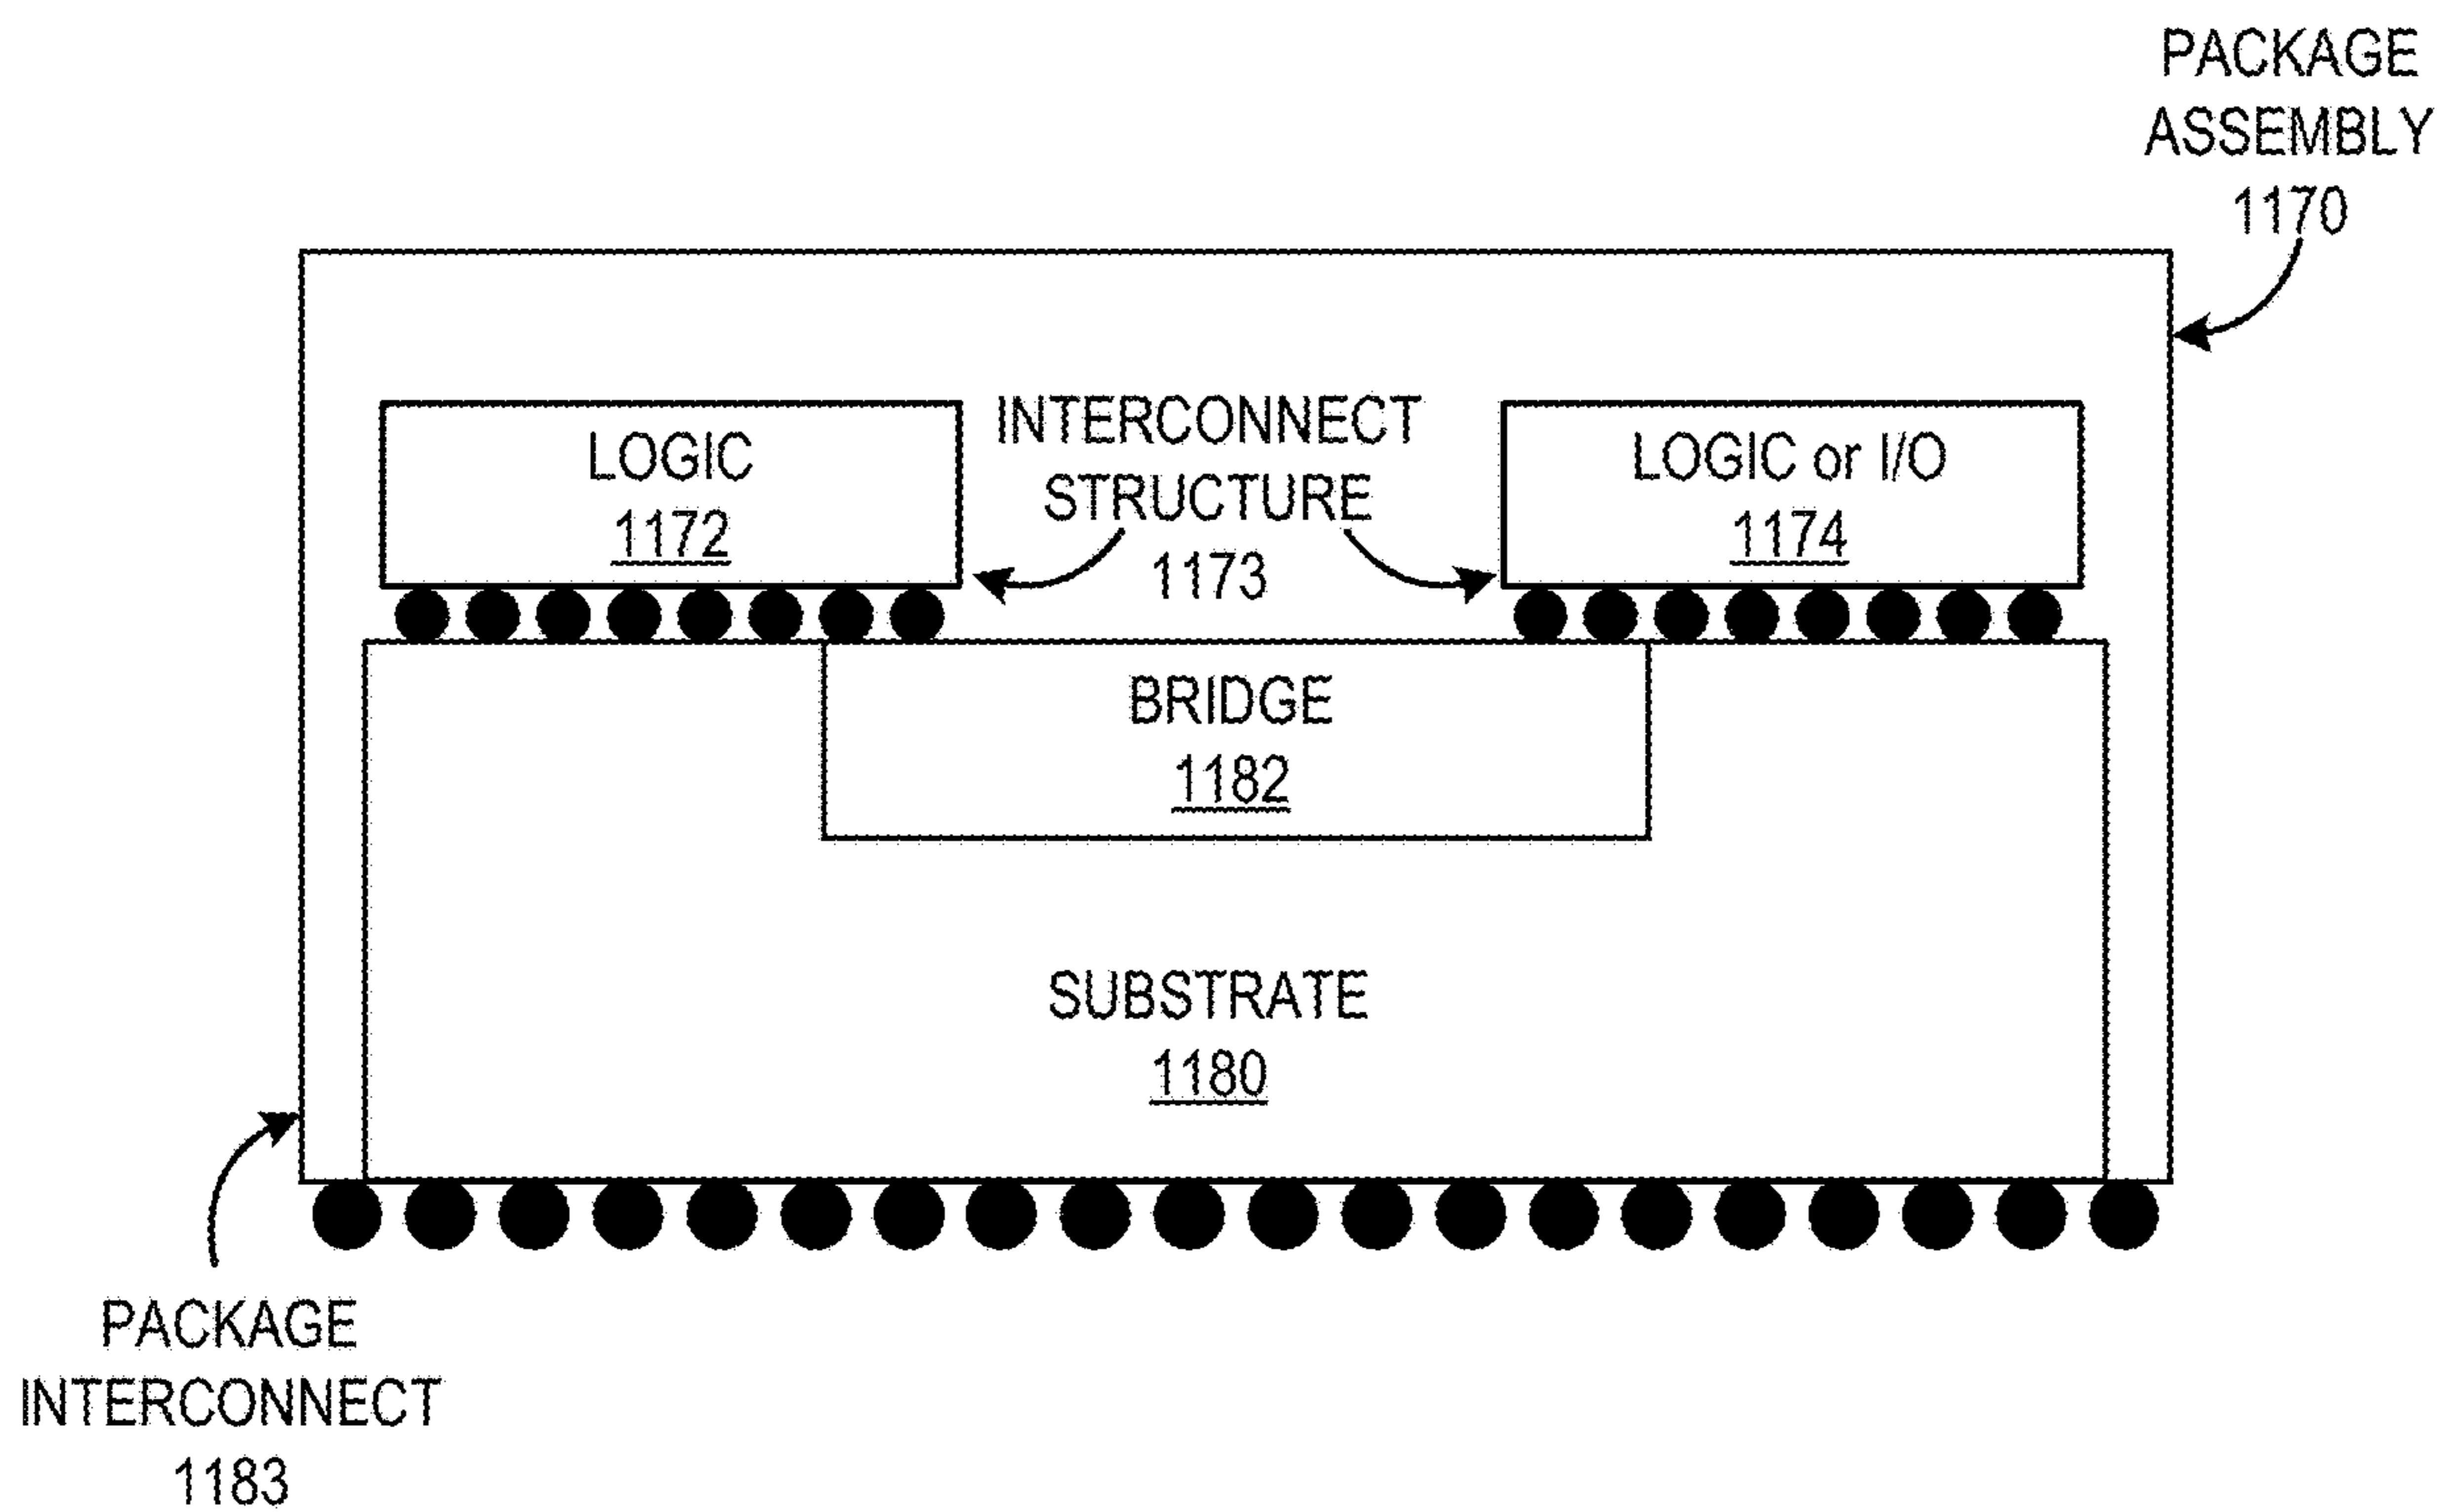 PACKAGE
ASSEMBLY
1170
LOGIC
1172
INTERCONNECT
STRUCTURE
1173
LOGIC or I/O
1174
BRIDGE
1182
SUBSTRATE
1180
PACKAGE
INTERCONNECT
1183